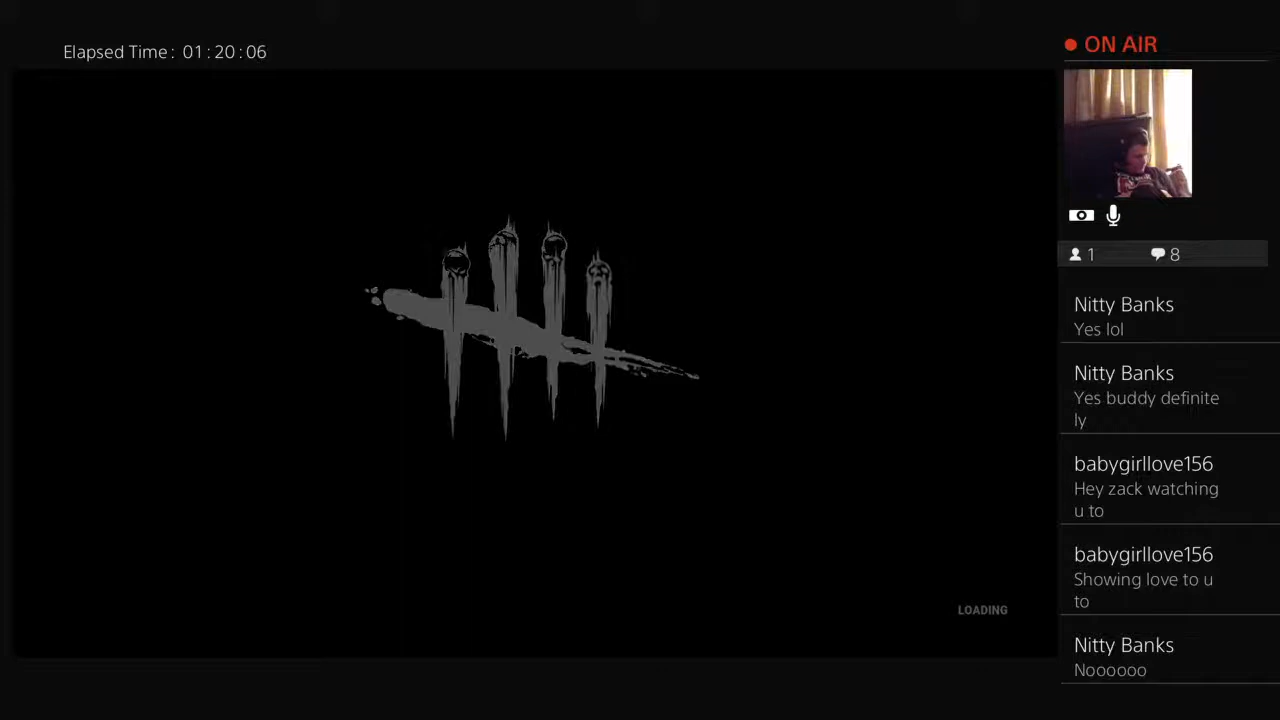 Elapsed Time: 01:20:06
ON AIR
1 8
Nitty Banks
Yes lol
Nitty Banks
Yes buddy definite
ly
babygirllove156
Hey zack watching
u to
babygirllove156
Showing love to u
to
LOADING
Nitty Banks
Noooooo